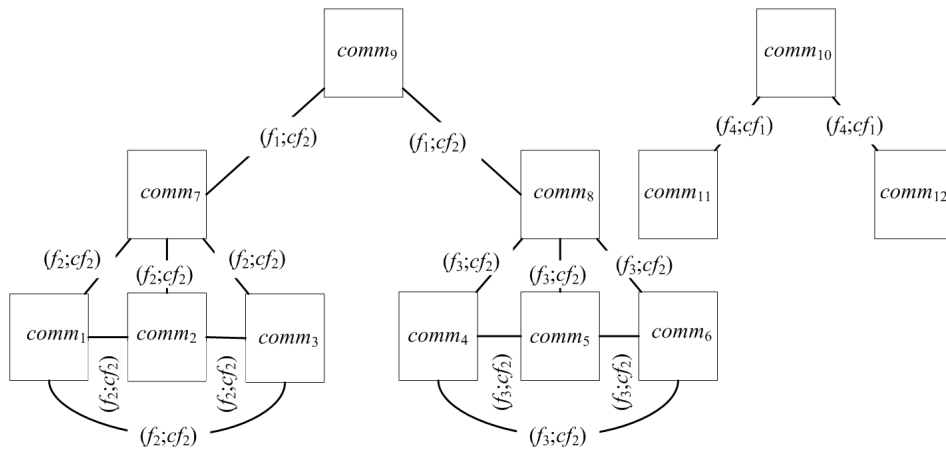 comm₉ comm₁₀
(f₁;cf₂) (f₁;cf₂) (f₄;cf₁) (f₄;cf₁)
comm₇ comm₈ comm₁₁ comm₁₂
(f₂;cf₂) (f₂;cf₂) (f₂;cf₂) (f₃;cf₂) (f₃;cf₂) (f₃;cf₂)
comm₁ comm₂ comm₃ comm₄ comm₅ comm₆
(f₂;cf₂) (f₂;cf₂) (f₃;cf₂) (f₃;cf₂)
(f₂;cf₂) (f₃;cf₂)